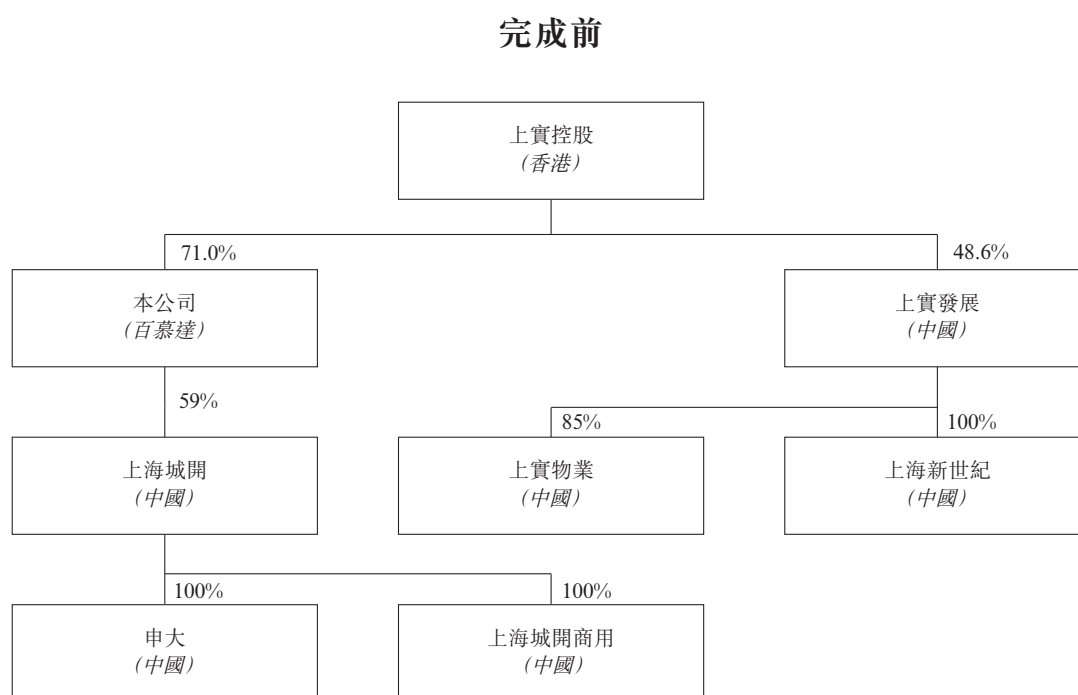 完成前
上實控股
（香港）
71.0%
48.6%
本公司
（百慕達）
上實發展
（中國）
59%
85%
100%
上海城開
（中國）
上實物業
（中國）
上海新世紀
（中國）
100%
100%
申大
（中國）
上海城開商用
（中國）